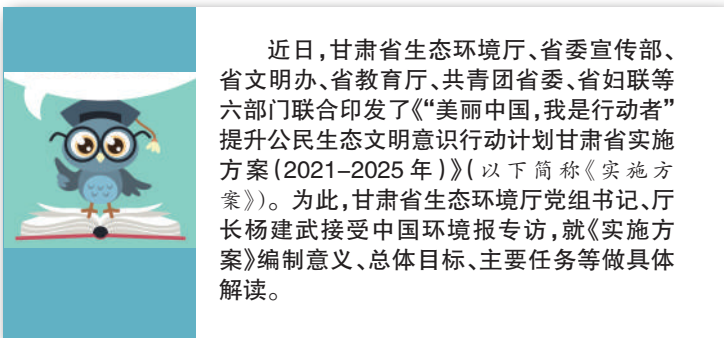 近日,甘肃省生态环境厅、省委宣传部、
省文明办、省教育厅、共青团省委、省妇联等
六部门联合印发了《“美丽中国,我是行动者”
提升公民生态文明意识行动计划甘肃省实施
方案(2021-2025年)》(以下简称《实施方
案》)。为此,甘肃省生态环境厅党组书记、厅
长杨建武接受中国环境报专访,就《实施方
案》编制意义、总体目标、主要任务等做具体
解读。